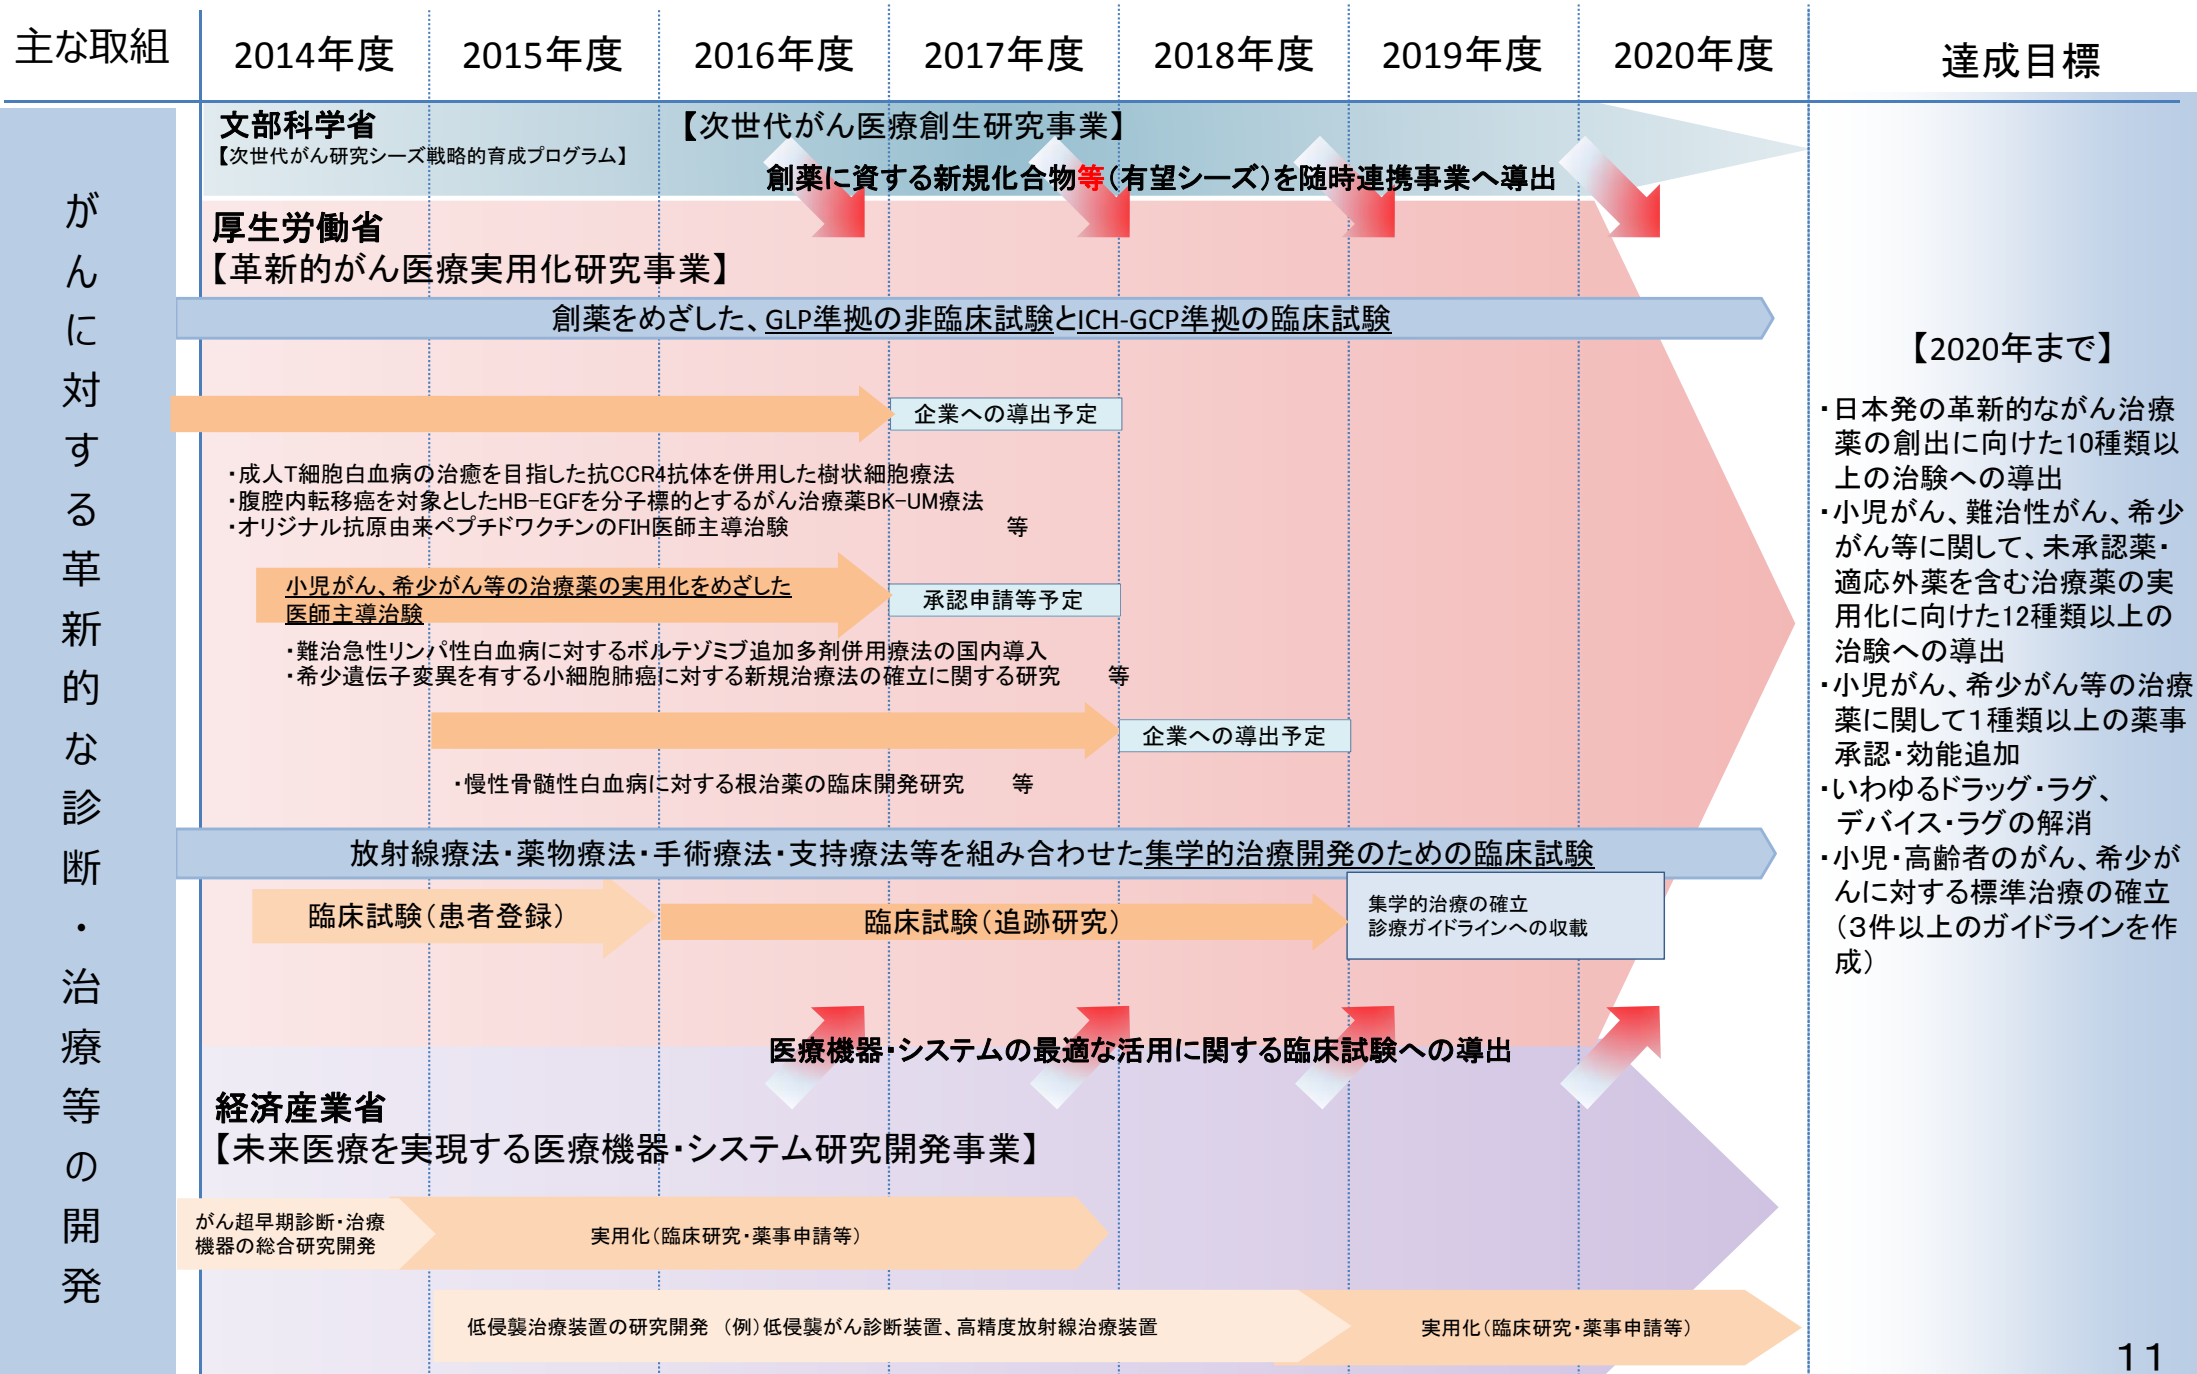 主な取組
2014年度
2015年度
2016年度
2017年度
2018年度
2019年度
2020年度
達成目標
がんに対する革新的な診断・治療等の開発
文部科学省
【次世代がん研究シーズ戦略的育成プログラム】
【次世代がん医療創生研究事業】
創薬に資する新規化合物等（有望シーズ）を随時連携事業へ導出
厚生労働省
【革新的がん医療実用化研究事業】
創薬をめざした、GLP準拠の非臨床試験とICH-GCP準拠の臨床試験
企業への導出予定
・成人T細胞白血病の治癒を目指した抗CCR4抗体を併用した樹状細胞療法
・腹腔内転移癌を対象としたHB-EGFを分子標的とするがん治療薬BK-UM療法
・オリジナル抗原由来ペプチドワクチンのFIH医師主導治験 等
小児がん、希少がん等の治療薬の実用化をめざした
医師主導治験
承認申請等予定
・難治急性リンパ性白血病に対するボルテゾミブ追加多剤併用療法の国内導入
・希少遺伝子変異を有する小細胞肺癌に対する新規治療法の確立に関する研究 等
企業への導出予定
・慢性骨髄性白血病に対する根治薬の臨床開発研究 等
放射線療法・薬物療法・手術療法・支持療法等を組み合わせた集学的治療開発のための臨床試験
臨床試験（患者登録）
臨床試験（追跡研究）
集学的治療の確立
診療ガイドラインへの収載
医療機器・システムの最適な活用に関する臨床試験への導出
経済産業省
【未来医療を実現する医療機器・システム研究開発事業】
がん超早期診断・治療
機器の総合研究開発
実用化（臨床研究・薬事申請等）
低侵襲治療装置の研究開発 （例）低侵襲がん診断装置、高精度放射線治療装置
実用化（臨床研究・薬事申請等）
【2020年まで】
・日本発の革新的ながん治療
薬の創出に向けた10種類以
上の治験への導出
・小児がん、難治性がん、希少
がん等に関して、未承認薬・
適応外薬を含む治療薬の実
用化に向けた12種類以上の
治験への導出
・小児がん、希少がん等の治療
薬に関して１種類以上の薬事
承認・効能追加
・いわゆるドラッグ・ラグ、
デバイス・ラグの解消
・小児・高齢者のがん、希少が
んに対する標準治療の確立
（３件以上のガイドラインを作
成）
11